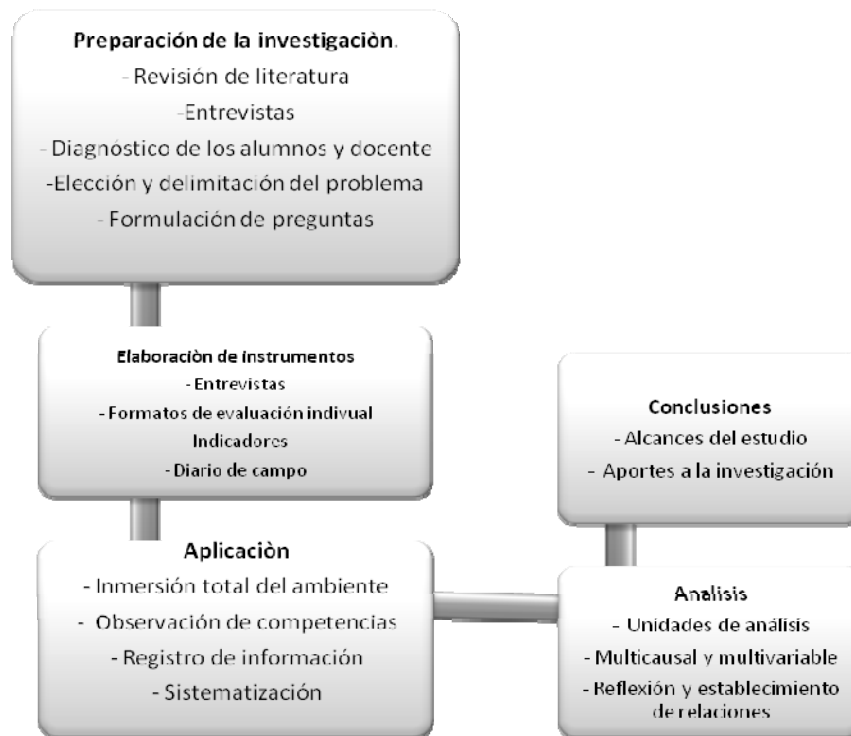 Preparación de la investigaciòn.
- Revisión de literatura
-Entrevistas
- Diagnóstico de los alumnos y docente
-Elección y delimitación del problema
- Formulación de preguntas
Elaboraciòn de instrumentos
- Entrevistas
- Formatos de evaluación indivual
Indicadores
- Diario de campo
Aplicaciòn
- Inmersión total del ambiente
- Observación de competencias
- Registro de información
- Sistematización
Analisis
- Unidades de análisis
- Multicausal y multivariable
- Reflexión y establecimiento
de relaciones
Conclusiones
- Alcances del estudio
- Aportes a la investigación